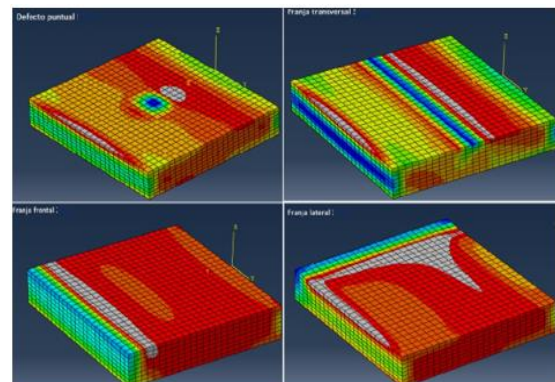 Defecto puntual :
Franja transversal :
Franja frontal :
Franja lateral :